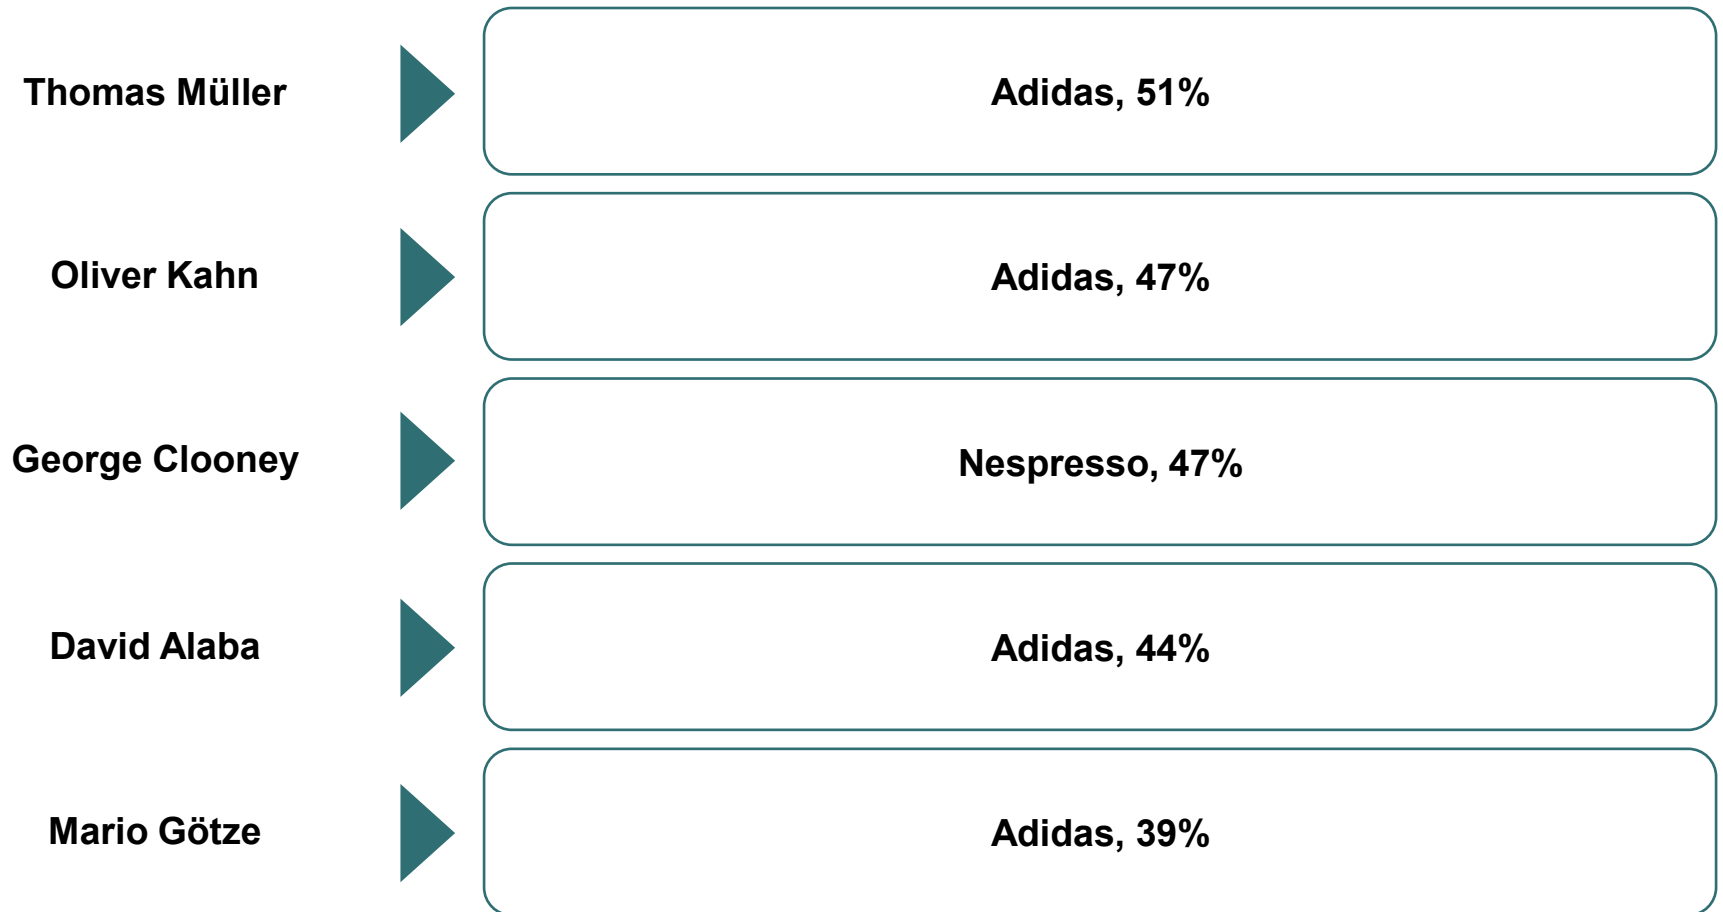 Thomas Müller
Adidas, 51%
Oliver Kahn
Adidas, 47%
George Clooney
Nespresso, 47%
David Alaba
Adidas, 44%
Mario Götze
Adidas, 39%